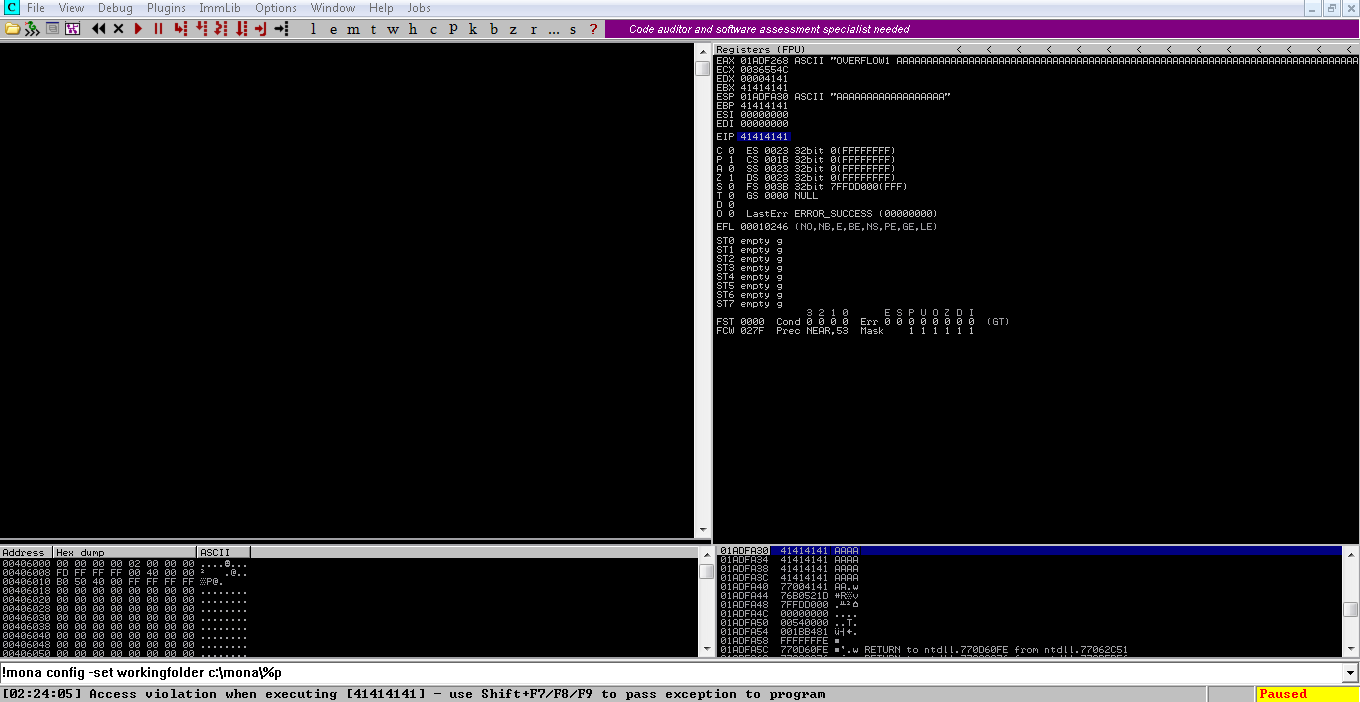 C File View Debug Plugins ImmLib Options Window Help Jobs
l e m t w h c P k b z r ... s ? Code auditor and software assessment specialist needed
Registers (FPU) < < < < < < < < < < < < < <
EAX 01ADF268 ASCII "OVERFLOW1 AAAAAAAAAAAAAAAAAAAAAAAAAAAAAAAAAAAAAAAAAAAAAAAAAAAAAAAAAAAAAAAAAAAAAAAAAAAAA
ECX 0036554C
EDX 00004141
EBX 41414141
ESP 01ADFA30 ASCII "AAAAAAAAAAAAAAAAAA"
EBP 41414141
ESI 00000000
EDI 00000000
EIP 41414141
C 0 ES 0023 32bit 0(FFFFFFFF)
P 1 CS 001B 32bit 0(FFFFFFFF)
A 0 SS 0023 32bit 0(FFFFFFFF)
Z 1 DS 0023 32bit 0(FFFFFFFF)
S 0 FS 003B 32bit 7FFDD000(FFF)
T 0 GS 0000 NULL
D 0
O 0 LastErr ERROR_SUCCESS (00000000)
EFL 00010246 (NO,NB,E,BE,NS,PE,GE,LE)
ST0 empty g
ST1 empty g
ST2 empty g
ST3 empty g
ST4 empty g
ST5 empty g
ST6 empty g
ST7 empty g
3 2 1 0 E S P U O Z D I
FST 0000 Cond 0 0 0 0 Err 0 0 0 0 0 0 0 0 (GT)
FCW 027F Prec NEAR,53 Mask 1 1 1 1 1 1
Address Hex dump ASCII
00406000 00 00 00 00 02 00 00 00 ....☻...
00406008 FD FF FF FF 00 40 00 00 ² .@..
00406010 B0 50 40 00 FF FF FF FF ░P@.
00406018 00 00 00 00 00 00 00 00 ........
00406020 00 00 00 00 00 00 00 00 ........
00406028 00 00 00 00 00 00 00 00 ........
00406030 00 00 00 00 00 00 00 00 ........
00406038 00 00 00 00 00 00 00 00 ........
00406040 00 00 00 00 00 00 00 00 ........
00406048 00 00 00 00 00 00 00 00 ........
00406050 00 00 00 00 00 00 00 00 ........
01ADFA30 41414141 AAAA
01ADFA34 41414141 AAAA
01ADFA38 41414141 AAAA
01ADFA3C 41414141 AAAA
01ADFA40 77004141 AA.w
01ADFA44 76B0521D #R░v
01ADFA48 7FFDD000 .╨²⌂
01ADFA4C 00000000 ....
01ADFA50 00540000 ..T.
01ADFA54 001BB481 ü┤←.
01ADFA58 FFFFFFFE ■
01ADFA5C 770D60FE ■`.w RETURN to ntdll.770D60FE from ntdll.77062C51
!mona config -set workingfolder c:\mona\%p
[02:24:05] Access violation when executing [41414141] - use Shift+F7/F8/F9 to pass exception to program
Paused